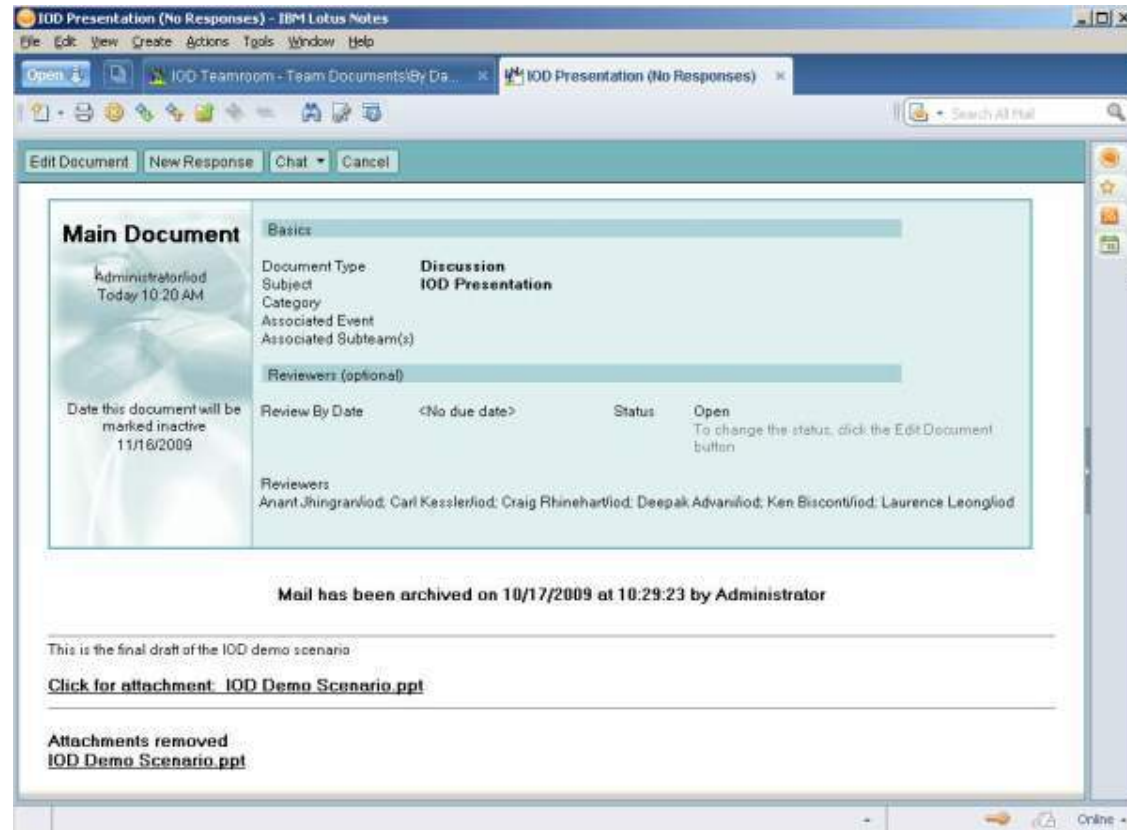 IOD Presentation (No Responses) - IBM Lotus Notes
File Edit View Create Actions Tools Window Help
Open IOD Teamroom - Team Documents\By Da... IOD Presentation (No Responses)
Search All Mail
Edit Document New Response Chat Cancel
Main Document
Administrator/iod
Today 10:20 AM
Date this document will be
marked inactive
11/16/2009
Basics
Document Type Discussion
Subject IOD Presentation
Category
Associated Event
Associated Subteam(s)
Reviewers (optional)
Review By Date <No due date> Status Open
To change the status, click the Edit Document
button
Reviewers
Anant Jhingran/iod; Carl Kessler/iod; Craig Rhinehart/iod; Deepak Advani/iod; Ken Bisconti/iod; Laurence Leong/iod
Mail has been archived on 10/17/2009 at 10:29:23 by Administrator
This is the final draft of the IOD demo scenario
Click for attachment: IOD Demo Scenario.ppt
Attachments removed
IOD Demo Scenario.ppt
Online